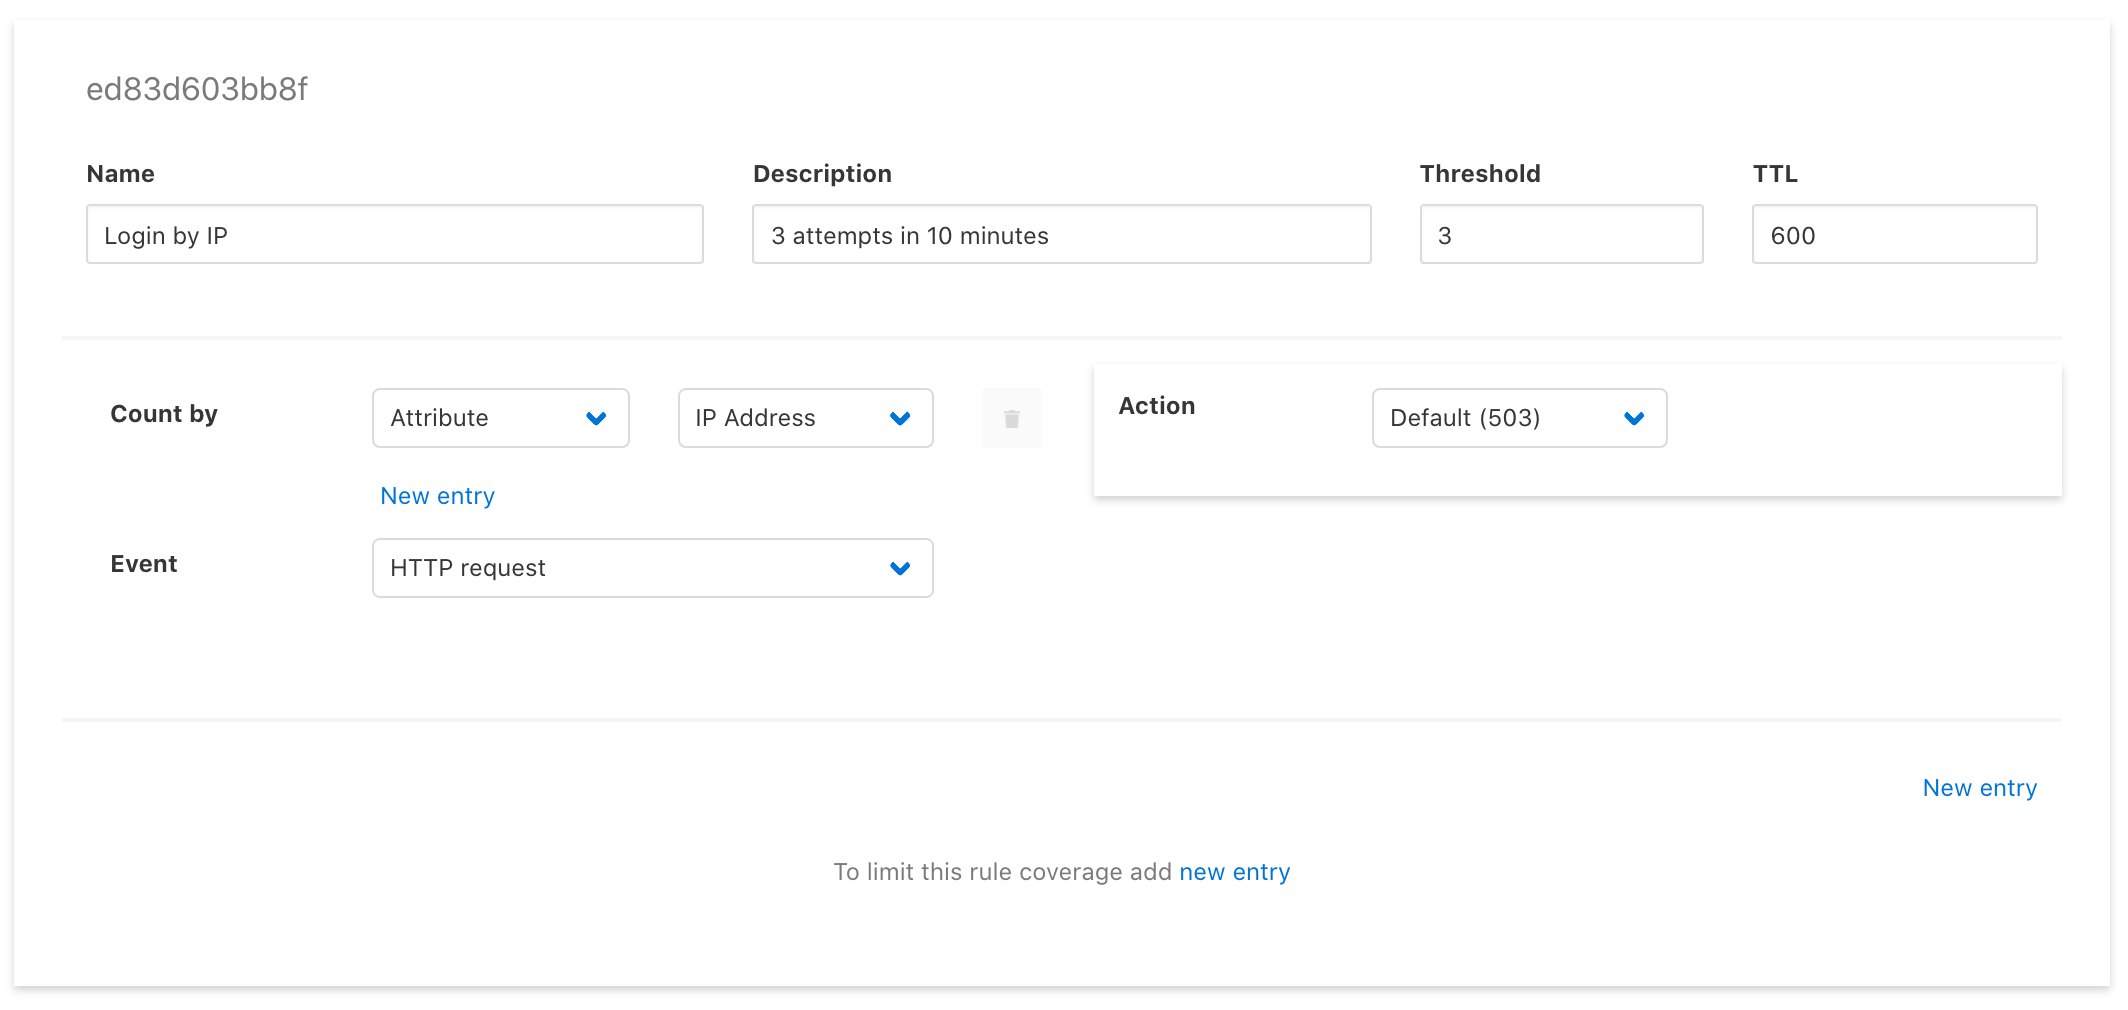 ed83d603bb8f
Name Description Threshold TTL
Login by IP 3 attempts in 10 minutes 3 600
Count by Attribute IP Address Action Default (503)
New entry
Event HTTP request
New entry
To limit this rule coverage add new entry